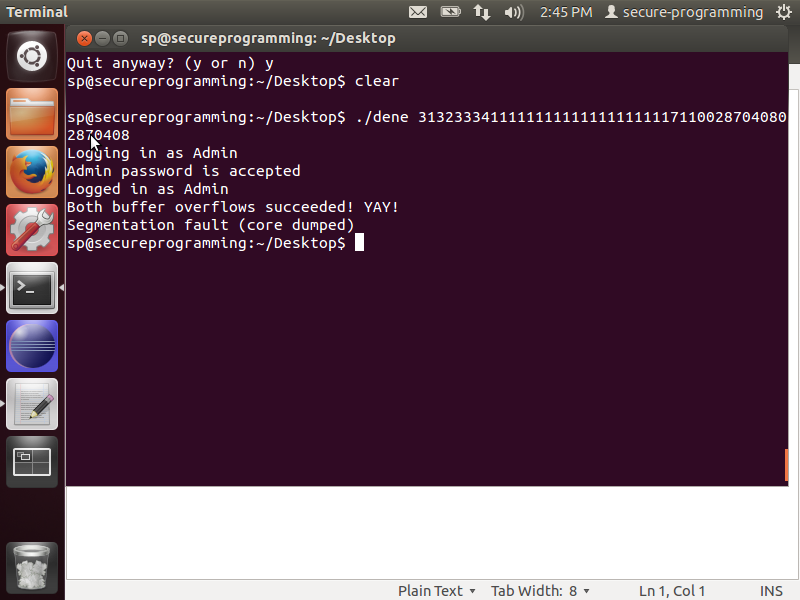 Terminal
2:45 PM
secure-programming
sp@secureprogramming: ~/Desktop
Quit anyway? (y or n) y
sp@secureprogramming:~/Desktop$ clear
sp@secureprogramming:~/Desktop$ ./dene 31323334111111111111111111117110028704080
2870408
Logging in as Admin
Admin password is accepted
Logged in as Admin
Both buffer overflows succeeded! YAY!
Segmentation fault (core dumped)
sp@secureprogramming:~/Desktop$
Plain Text Tab Width: 8 Ln 1, Col 1 INS